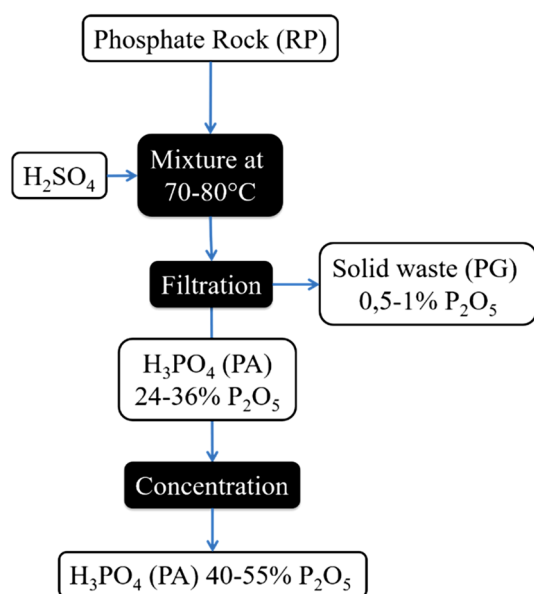 Phosphate Rock (RP)
H₂SO₄
Mixture at
70-80°C
Filtration
Solid waste (PG)
0,5-1% P₂O₅
H₃PO₄ (PA)
24-36% P₂O₅
Concentration
H₃PO₄ (PA) 40-55% P₂O₅